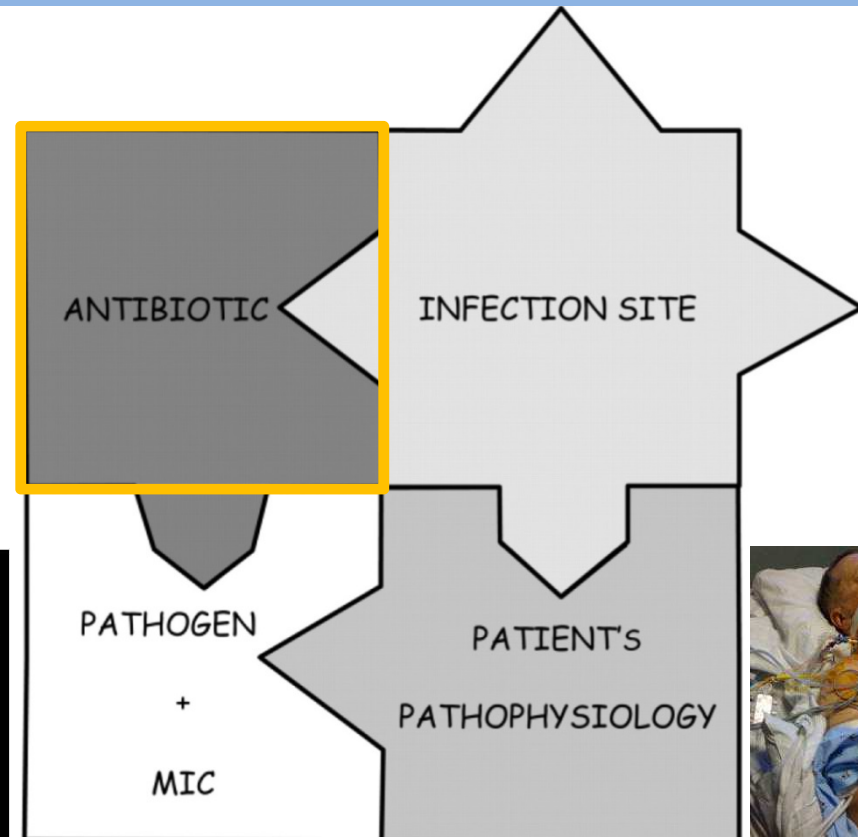 ANTIBIOTIC
INFECTION SITE
PATHOGEN
+
MIC
PATIENT'S
PATHOPHYSIOLOGY